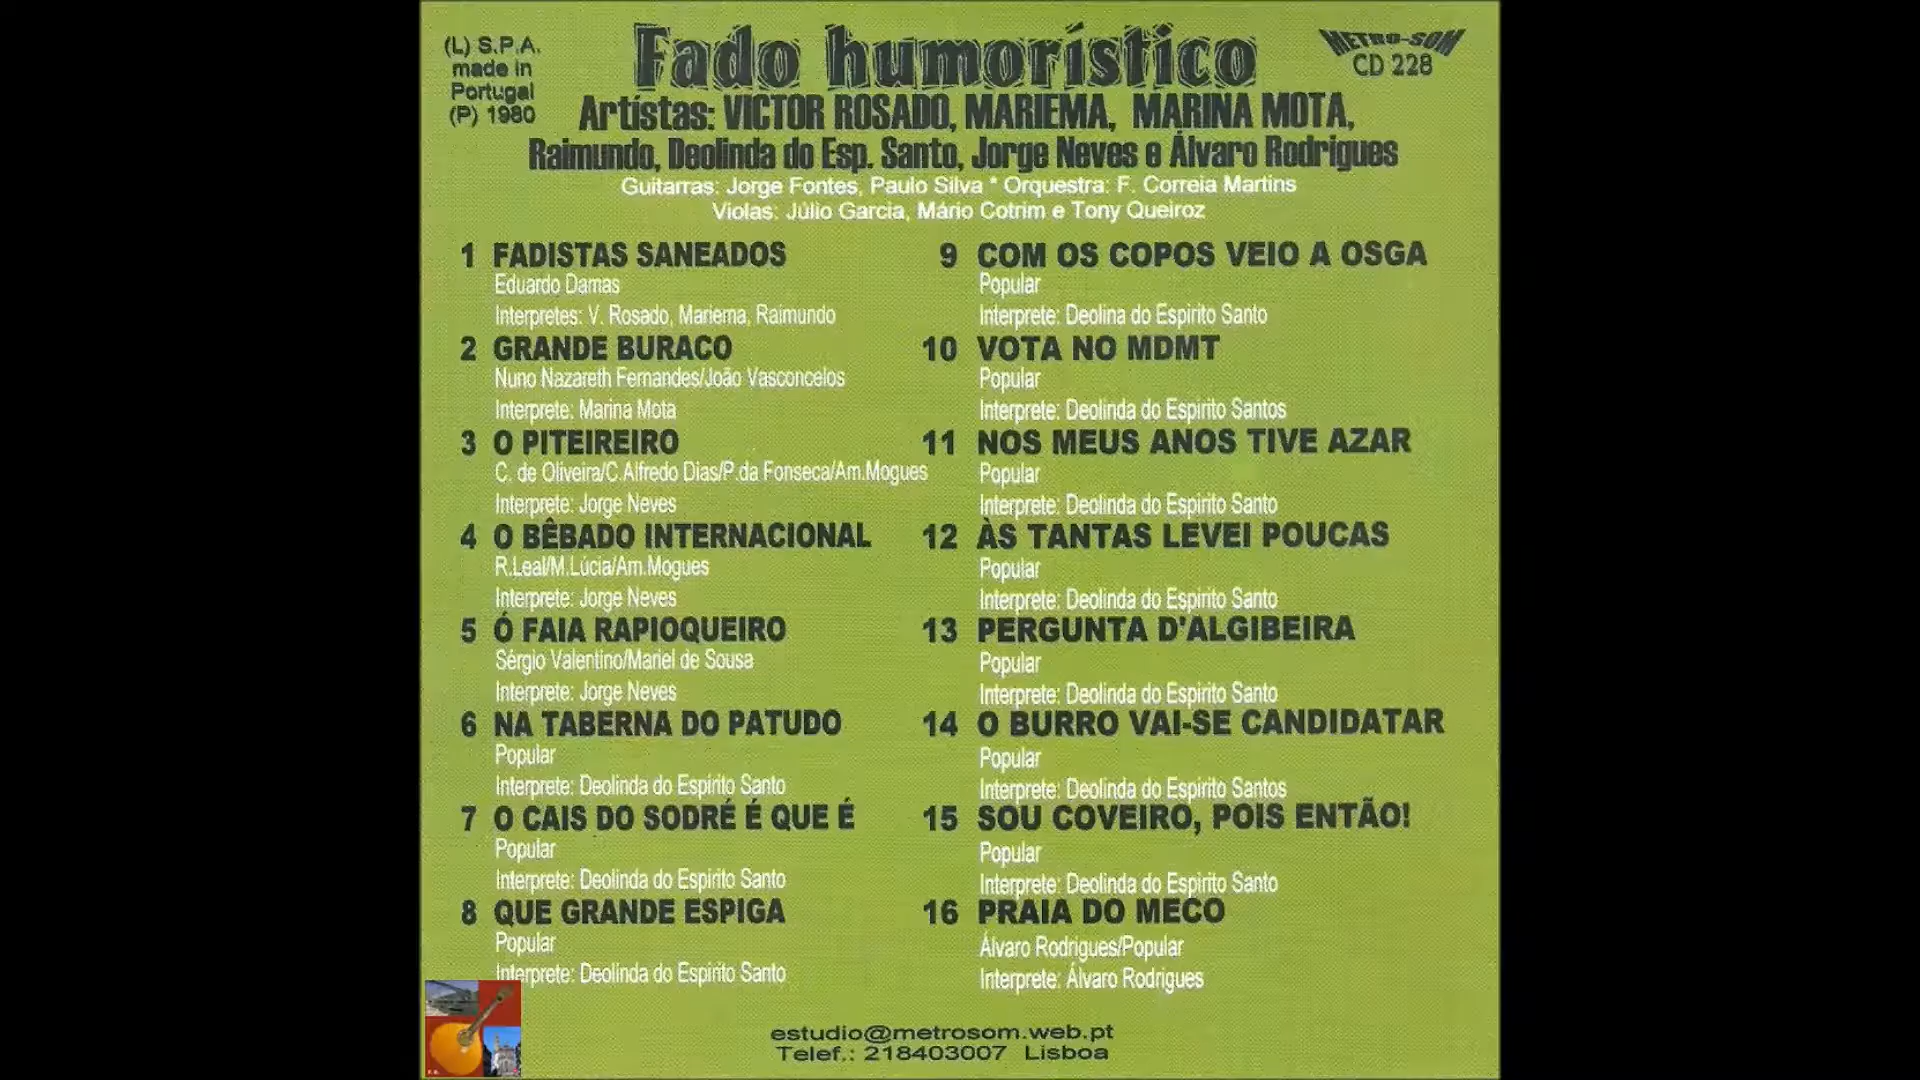 (L) S.P.A.
made in
Portugal
(P) 1980
Fado humorístico
METRO-SOM
CD 228
Artístas: VICTOR ROSADO, MARIEMA, MARINA MOTA,
Raimundo, Deolinda do Esp. Santo, Jorge Neves e Álvaro Rodrigues
Guitarras: Jorge Fontes, Paulo Silva * Orquestra: F. Correia Martins
Violas: Júlio Garcia, Mário Cotrim e Tony Queiroz
1 FADISTAS SANEADOS
Eduardo Damas
Interpretes: V. Rosado, Mariema, Raimundo
2 GRANDE BURACO
Nuno Nazareth Fernandes/João Vasconcelos
Interprete: Marina Mota
3 O PITEIREIRO
C. de Oliveira/C.Alfredo Dias/P.da Fonseca/Am.Mogues
Interprete: Jorge Neves
4 O BÊBADO INTERNACIONAL
R.Leal/M.Lúcia/Am.Mogues
Interprete: Jorge Neves
5 Ó FAIA RAPIOQUEIRO
Sérgio Valentino/Mariel de Sousa
Interprete: Jorge Neves
6 NA TABERNA DO PATUDO
Popular
Interprete: Deolinda do Espirito Santo
7 O CAIS DO SODRÉ É QUE É
Popular
Interprete: Deolinda do Espirito Santo
8 QUE GRANDE ESPIGA
Popular
Interprete: Deolinda do Espirito Santo
9 COM OS COPOS VEIO A OSGA
Popular
Interprete: Deolina do Espirito Santo
10 VOTA NO MDMT
Popular
Interprete: Deolinda do Espirito Santos
11 NOS MEUS ANOS TIVE AZAR
Popular
Interprete: Deolinda do Espirito Santo
12 ÀS TANTAS LEVEI POUCAS
Popular
Interprete: Deolinda do Espirito Santo
13 PERGUNTA D'ALGIBEIRA
Popular
Interprete: Deolinda do Espirito Santo
14 O BURRO VAI-SE CANDIDATAR
Popular
Interprete: Deolinda do Espirito Santos
15 SOU COVEIRO, POIS ENTÃO!
Popular
Interprete: Deolinda do Espirito Santo
16 PRAIA DO MECO
Álvaro Rodrigues/Popular
Interprete: Álvaro Rodrigues
estudio@metrosom.web.pt
Telef.: 218403007 Lisboa